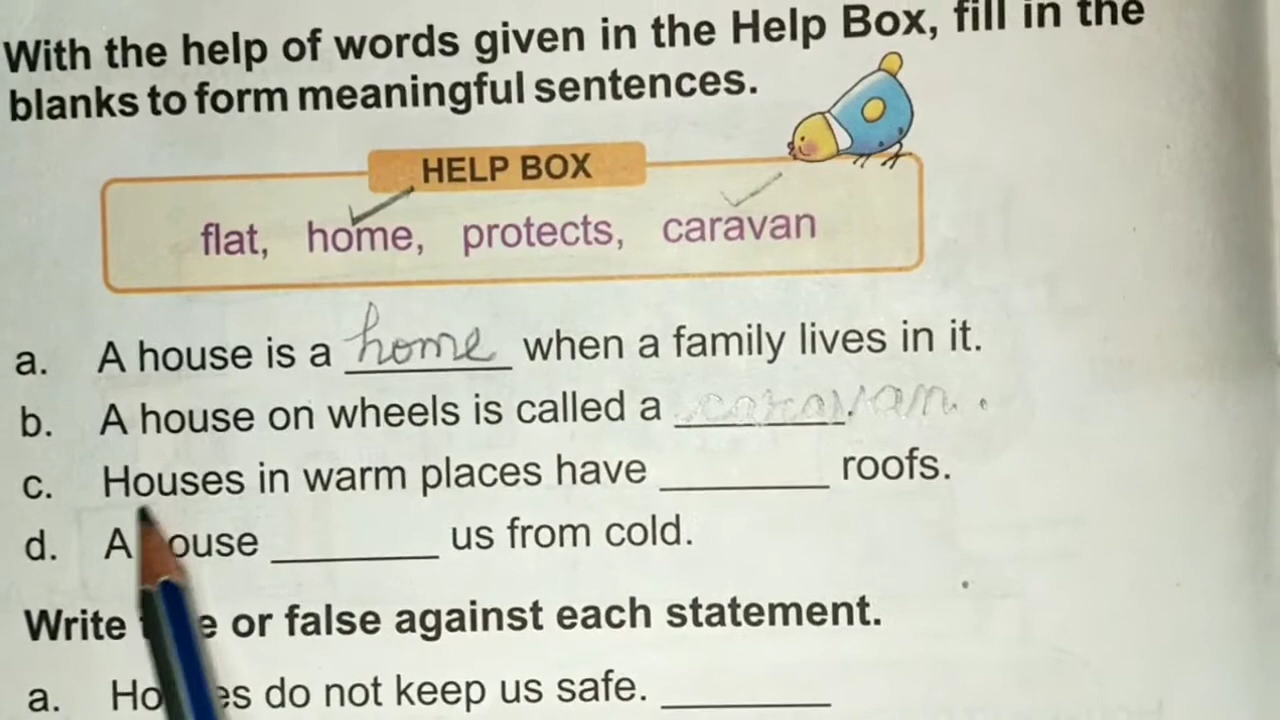 With the help of words given in the Help Box, fill in the
blanks to form meaningful sentences.
HELP BOX
flat, home, protects, caravan
a. A house is a home when a family lives in it.
b. A house on wheels is called a caravan.
c. Houses in warm places have ________ roofs.
d. A ouse ________ us from cold.
Write e or false against each statement.
a. Ho es do not keep us safe. ________